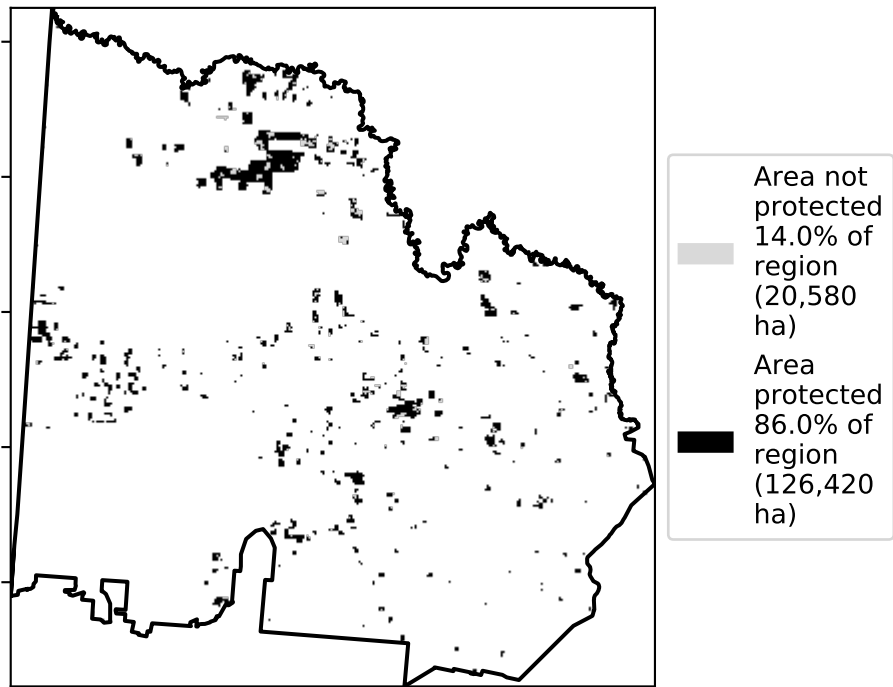 Area not
protected
14.0% of
region
(20,580
ha)
Area
protected
86.0% of
region
(126,420
ha)